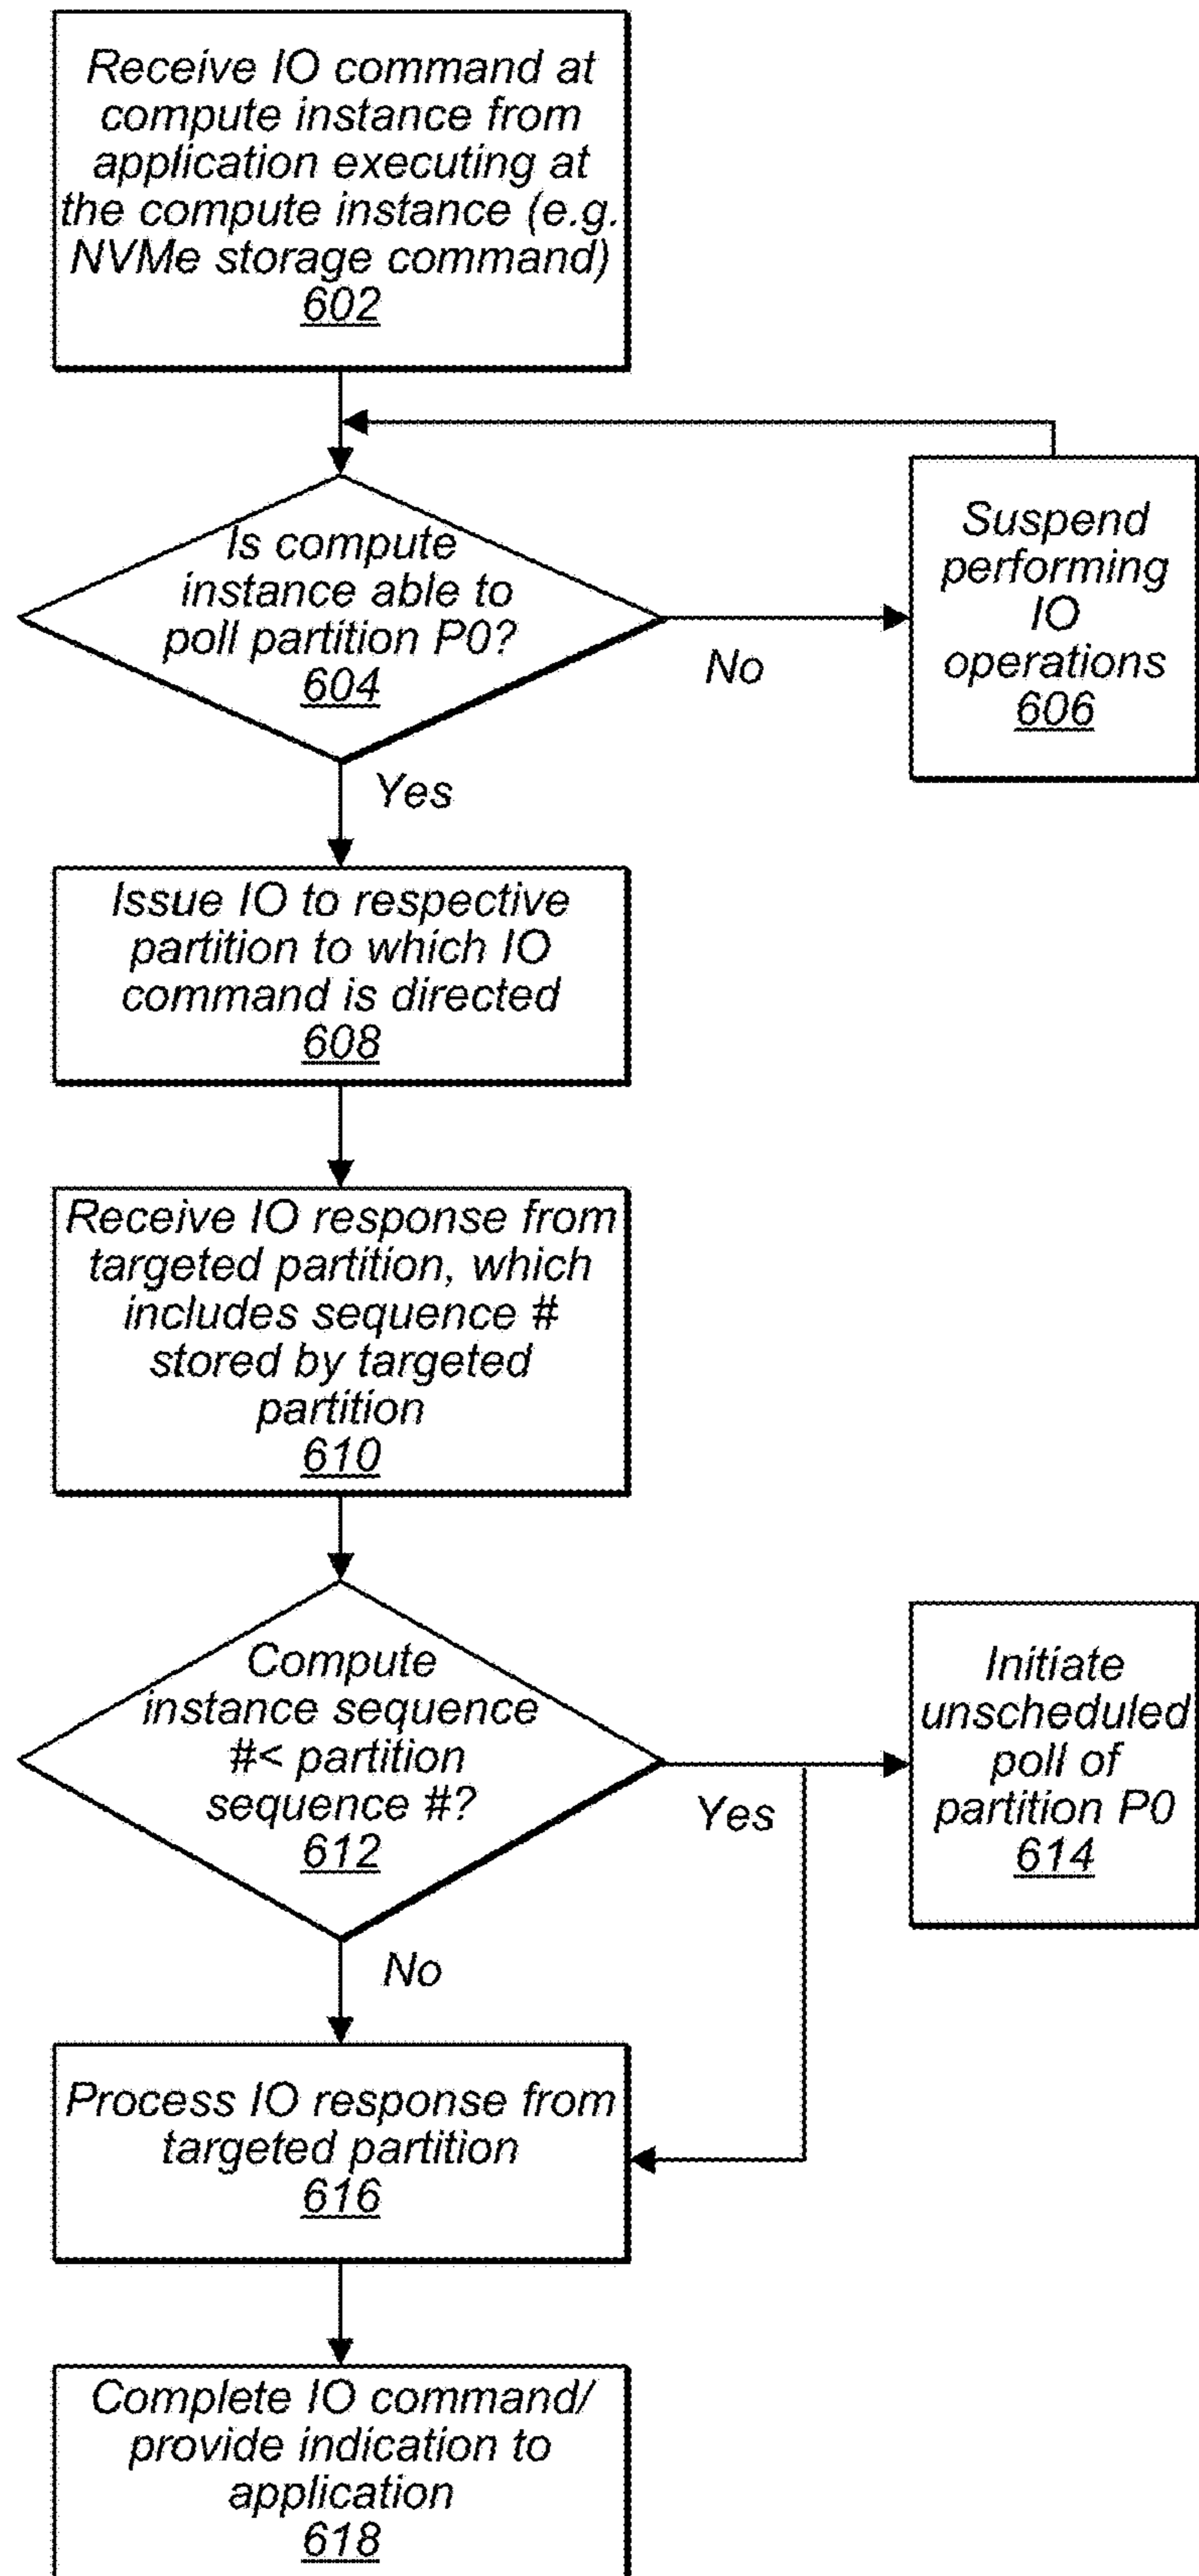 Receive IO command at
compute instance from
application executing at
the compute instance (e.g.
NVMe storage command)
602
Is compute
instance able to
poll partition P0?
604
No
Suspend
performing
IO
operations
606
Yes
Issue IO to respective
partition to which IO
command is directed
608
Receive IO response from
targeted partition, which
includes sequence #
stored by targeted
partition
610
Compute
instance sequence
#< partition
sequence #?
612
Yes
Initiate
unscheduled
poll of
partition P0
614
No
Process IO response from
targeted partition
616
Complete IO command/
provide indication to
application
618